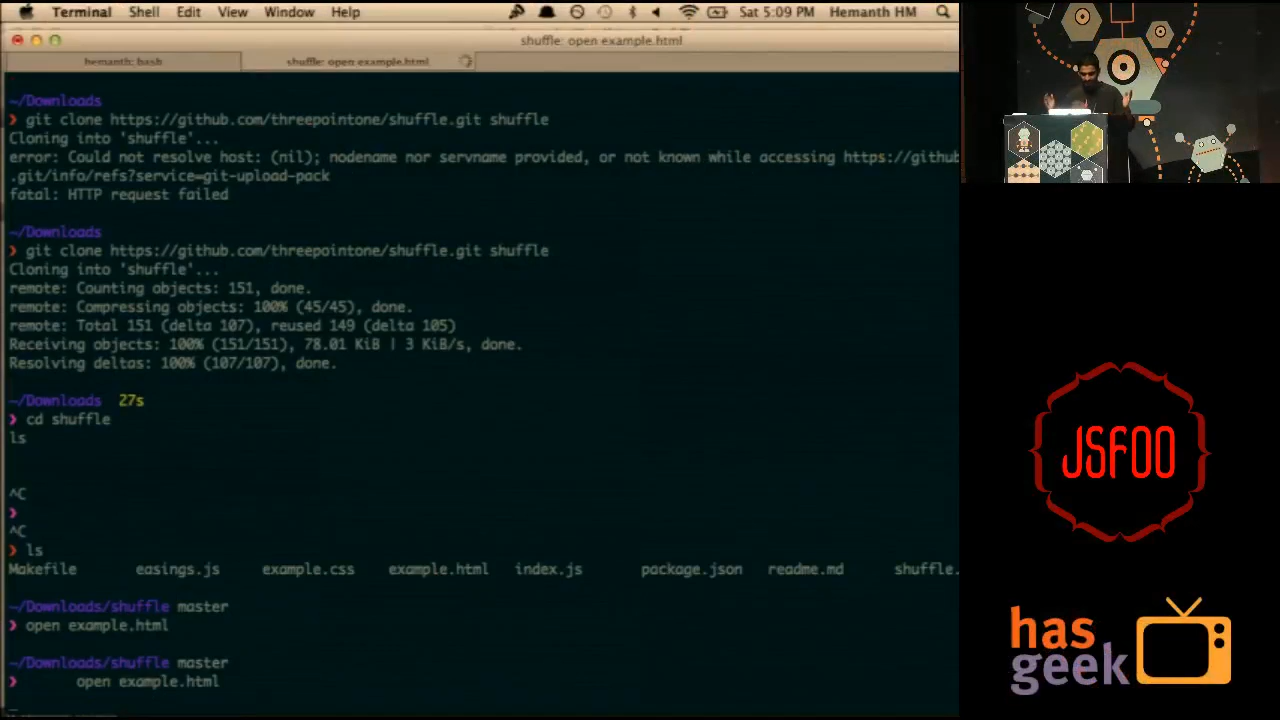 Terminal Shell Edit View Window Help Sat 5:09 PM Hemanth HM
shuffle: open example.html
hemanth: bash shuffle: open example.html
~/Downloads
❯ git clone https://github.com/threepointone/shuffle.git shuffle
Cloning into 'shuffle'...
error: Could not resolve host: (nil); nodename nor servname provided, or not known while accessing https://github
.git/info/refs?service=git-upload-pack
fatal: HTTP request failed
~/Downloads
❯ git clone https://github.com/threepointone/shuffle.git shuffle
Cloning into 'shuffle'...
remote: Counting objects: 151, done.
remote: Compressing objects: 100% (45/45), done.
remote: Total 151 (delta 107), reused 149 (delta 105)
Receiving objects: 100% (151/151), 78.01 KiB | 3 KiB/s, done.
Resolving deltas: 100% (107/107), done.
~/Downloads 27s
❯ cd shuffle
ls
^C
❯
^C
❯ ls
Makefile easings.js example.css example.html index.js package.json readme.md shuffle.
~/Downloads/shuffle master
❯ open example.html
~/Downloads/shuffle master
❯ open example.html
JSFOO
has
geek